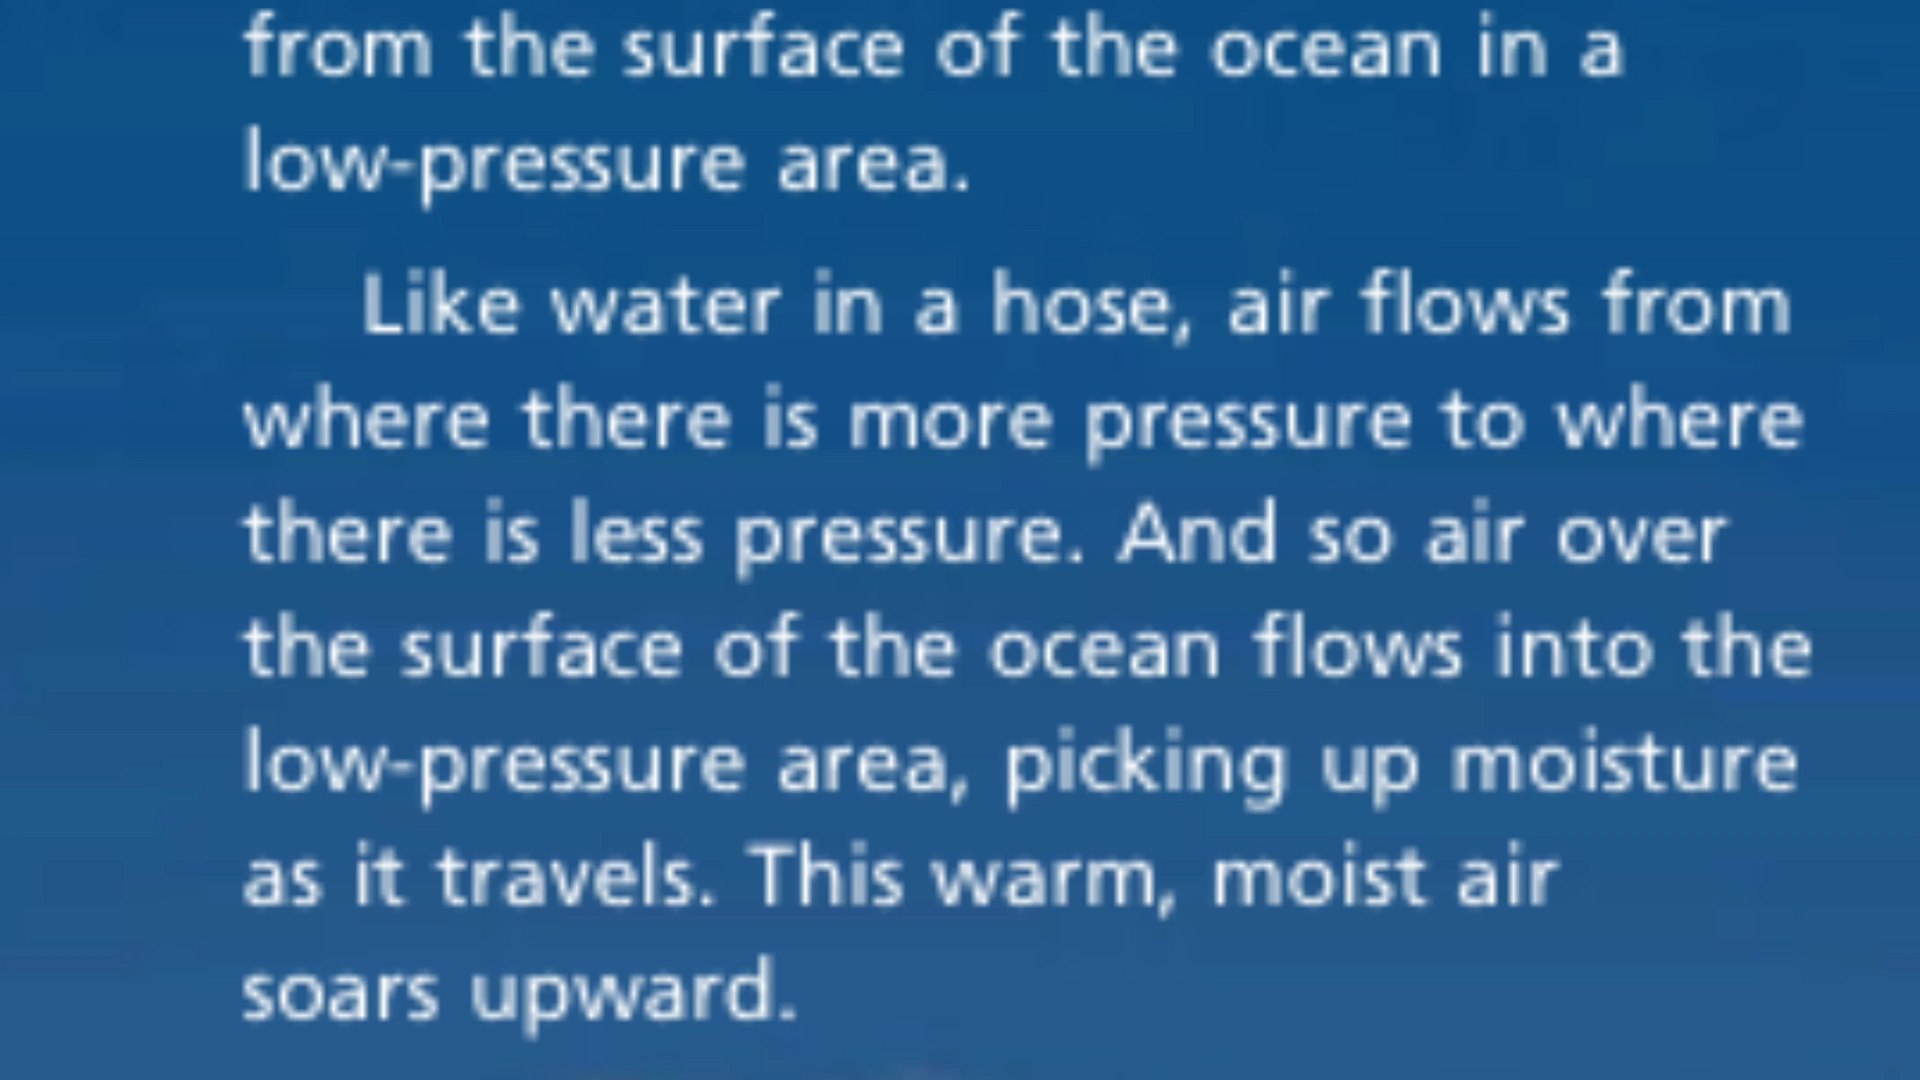 from the surface of the ocean in a
low-pressure area.
Like water in a hose, air flows from
where there is more pressure to where
there is less pressure. And so air over
the surface of the ocean flows into the
low-pressure area, picking up moisture
as it travels. This warm, moist air
soars upward.